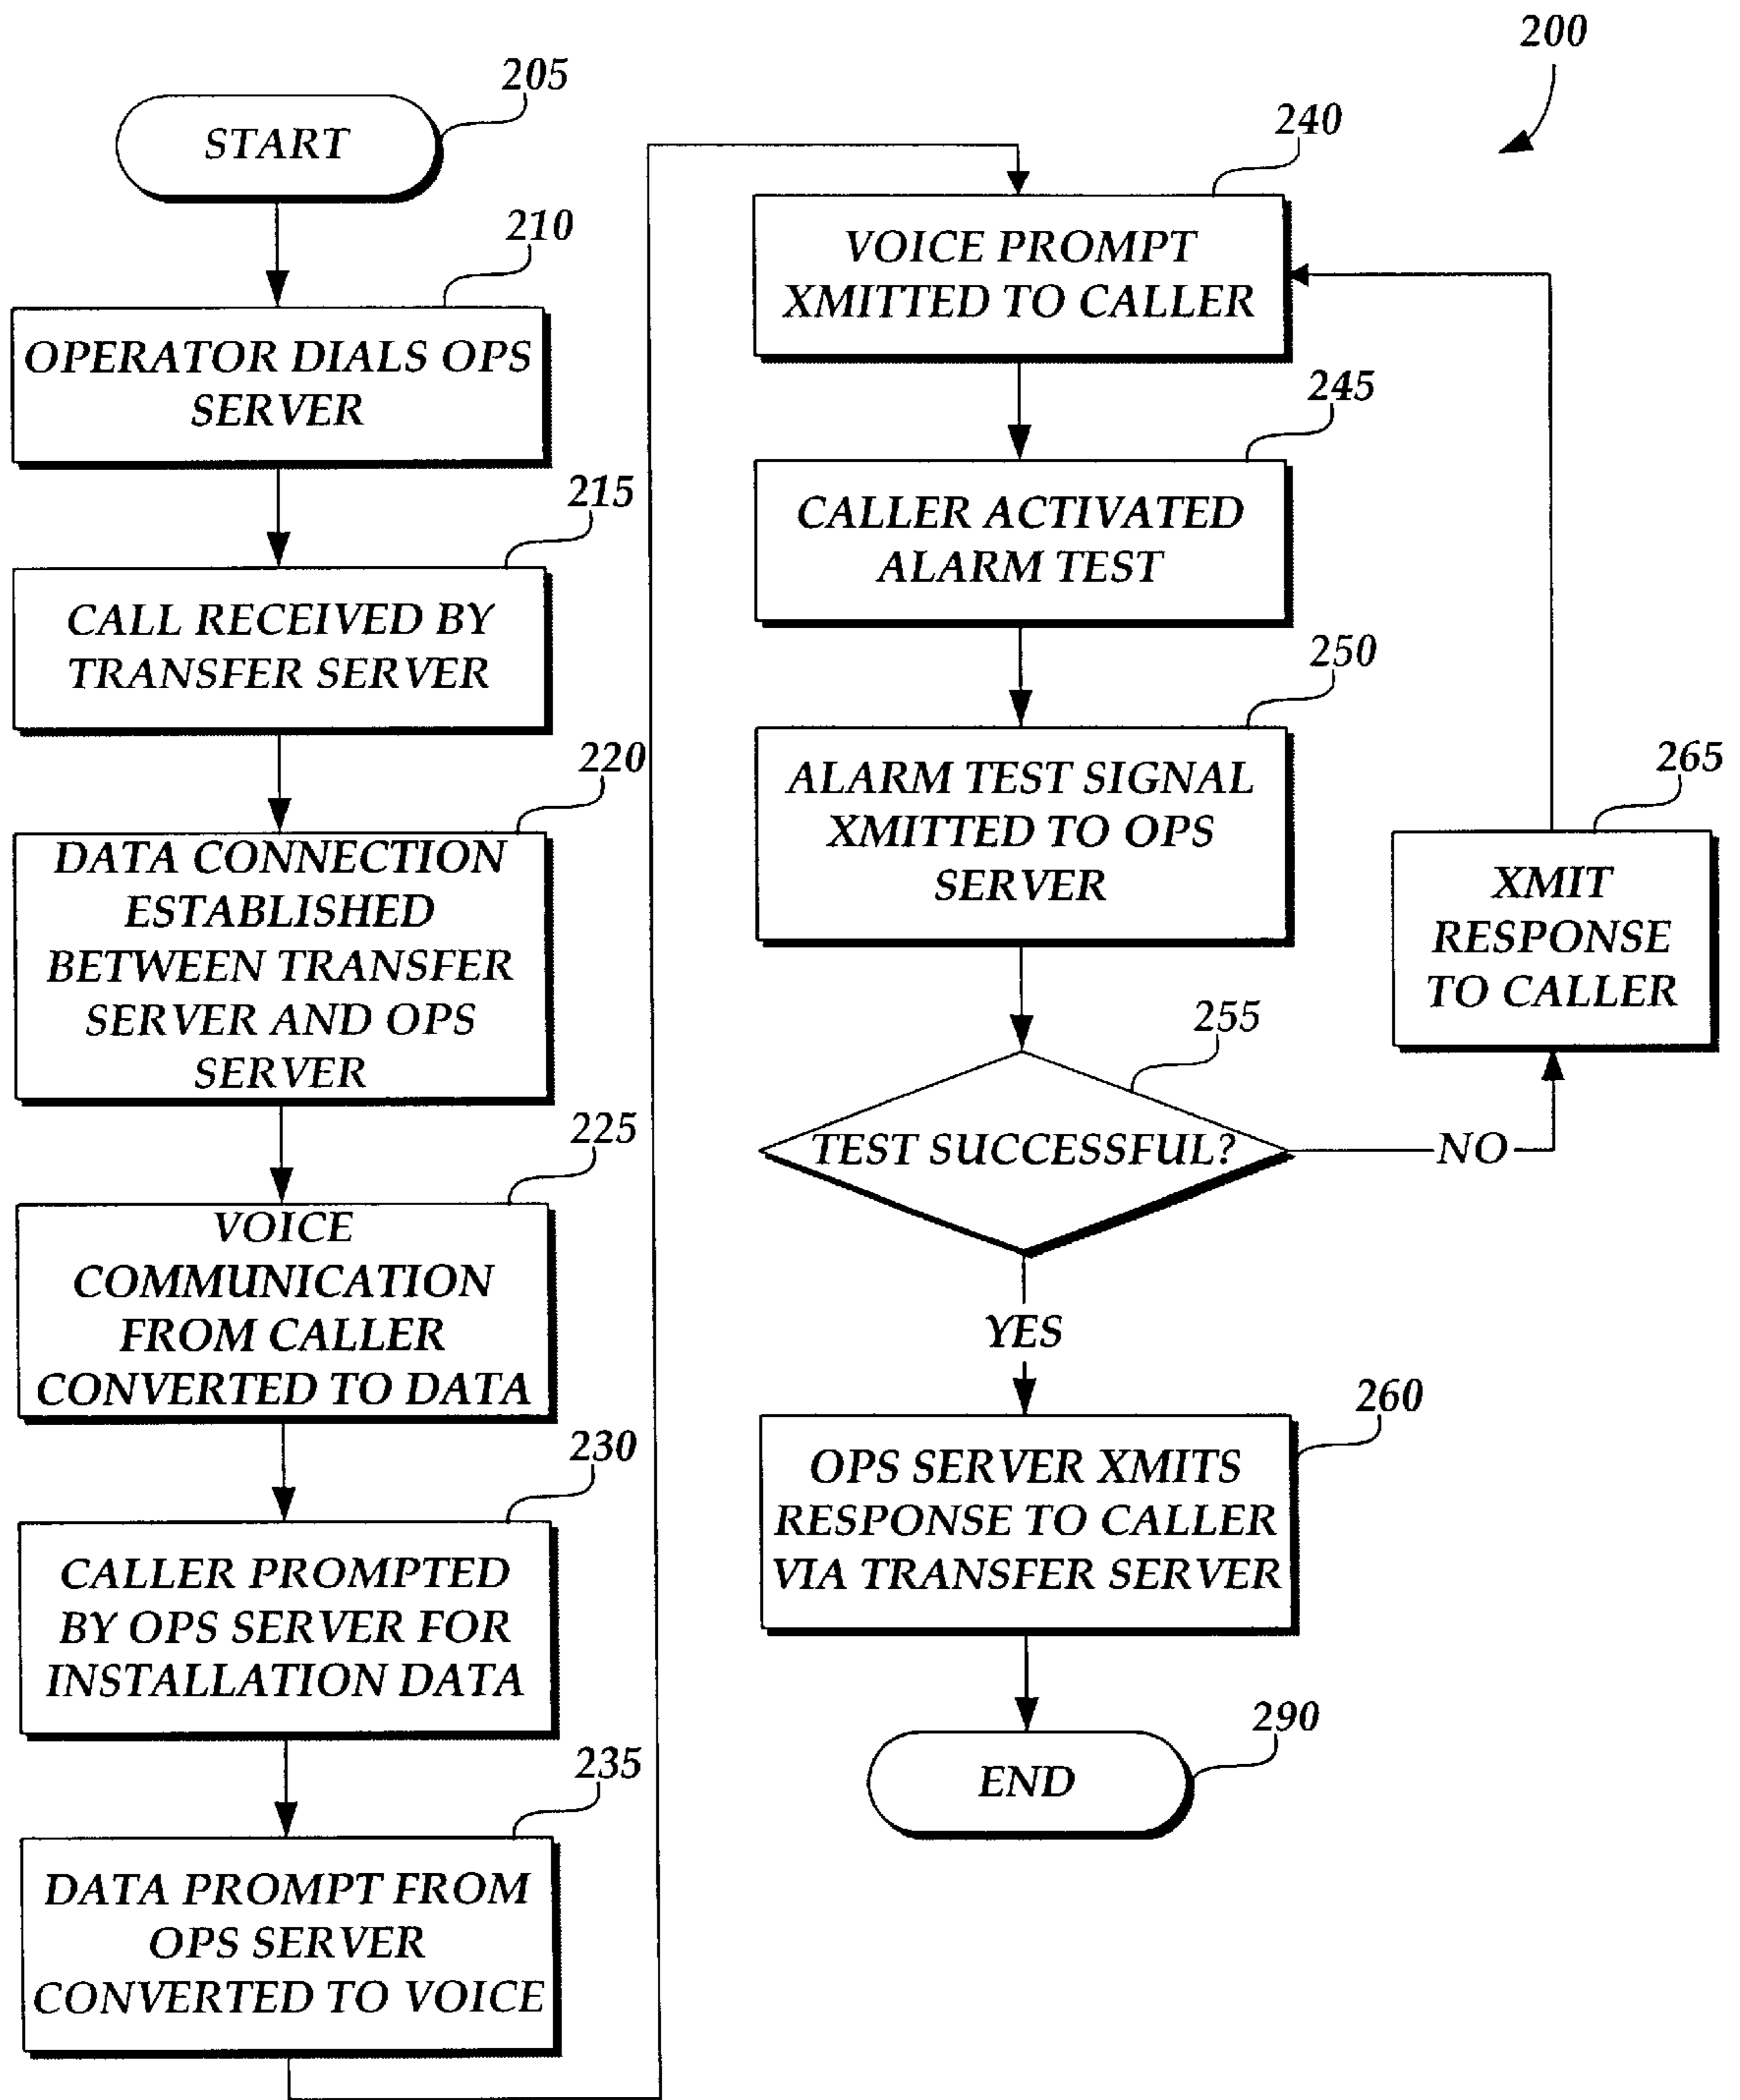 200
205
START
210
OPERATOR DIALS OPS
SERVER
215
CALL RECEIVED BY
TRANSFER SERVER
220
DATA CONNECTION
ESTABLISHED
BETWEEN TRANSFER
SERVER AND OPS
SERVER
225
VOICE
COMMUNICATION
FROM CALLER
CONVERTED TO DATA
230
CALLER PROMPTED
BY OPS SERVER FOR
INSTALLATION DATA
235
DATA PROMPT FROM
OPS SERVER
CONVERTED TO VOICE
240
VOICE PROMPT
XMITTED TO CALLER
245
CALLER ACTIVATED
ALARM TEST
250
ALARM TEST SIGNAL
XMITTED TO OPS
SERVER
255
TEST SUCCESSFUL?
NO
265
XMIT
RESPONSE
TO CALLER
YES
260
OPS SERVER XMITS
RESPONSE TO CALLER
VIA TRANSFER SERVER
290
END